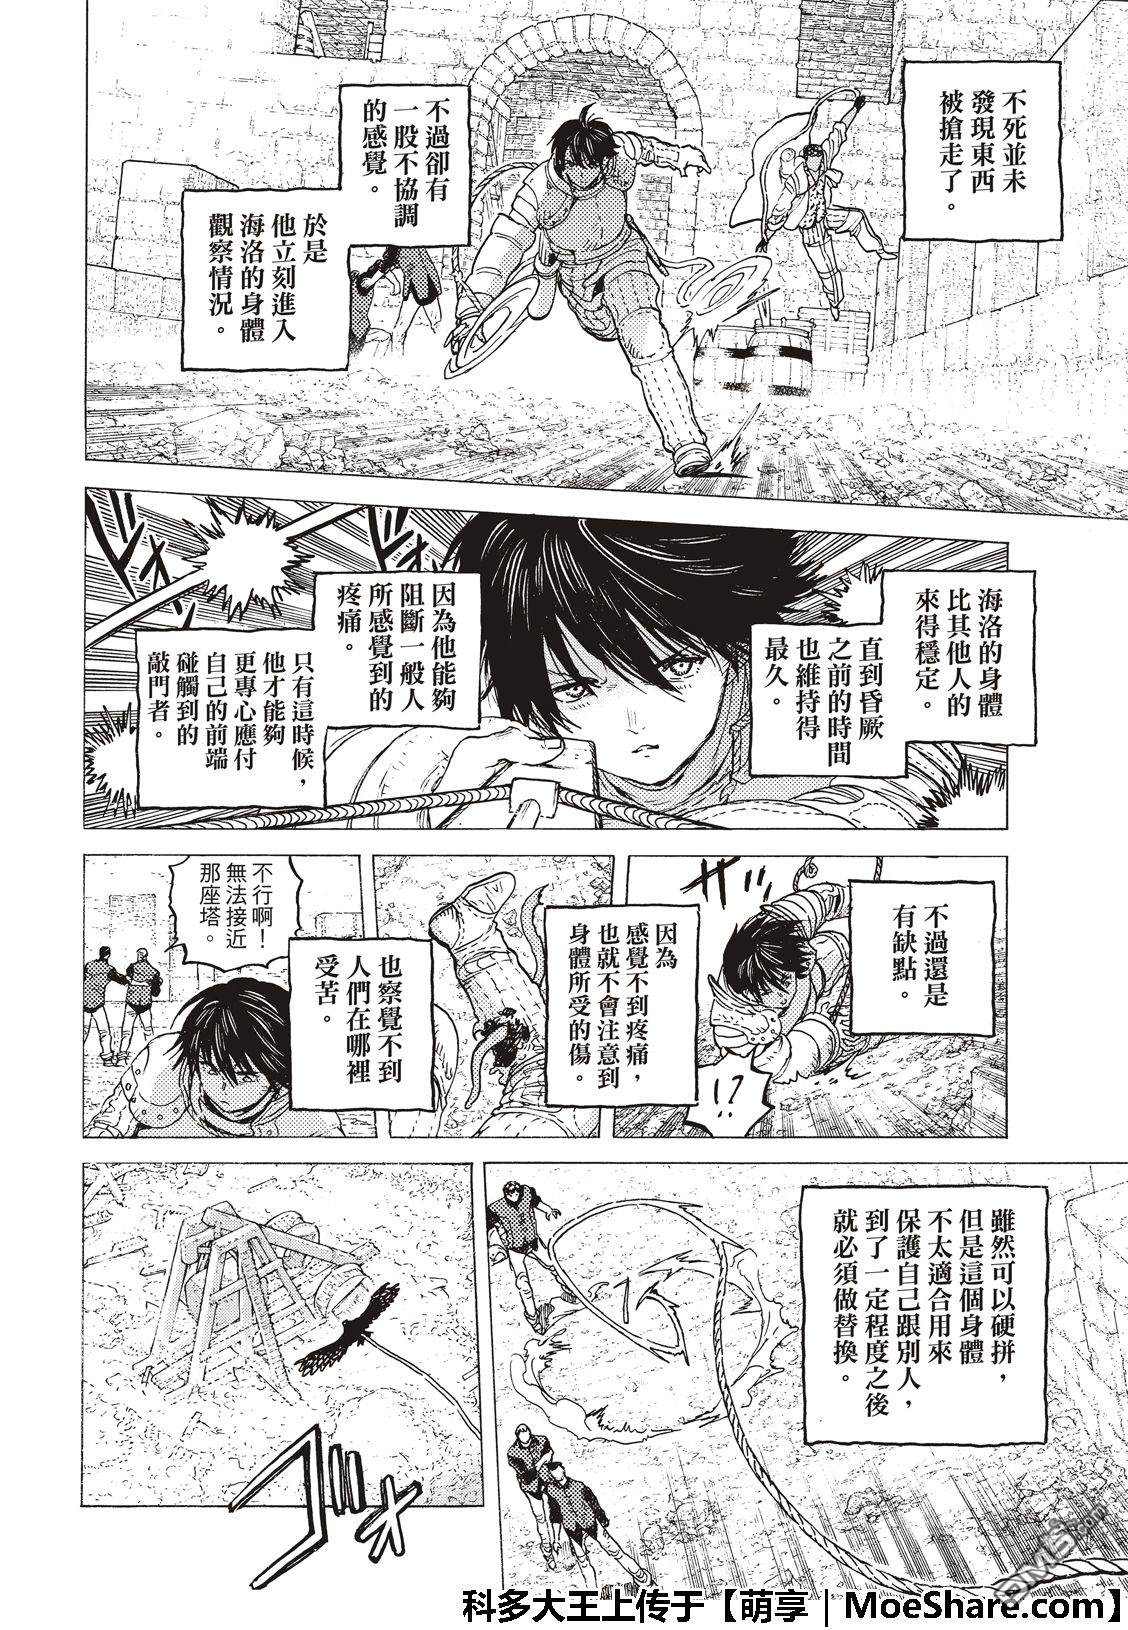 不死並未
發現東西
被搶走了。
不過卻有
一股不協調
的感覺。
於是
他立刻進入
海洛的身體
觀察情況。
海洛的身體
比其他人的
來得穩定。
直到昏厥
之前的時間
也維持得
最久。
因為他能夠
阻斷一般人
所感覺到的
疼痛。
只有這時候，
他才能夠
更專心應付
自己的前端
碰觸到的
敲門者。
不過還是
有缺點。
!?
因為
感覺不到疼痛，
也就不會注意到
身體所受的傷。
也察覺不到
人們在哪裡
受苦。
不行啊！
無法接近
那座塔。
雖然可以硬拼，
但是這個身體
不太適合用來
保護自己跟別人，
到了一定程度之後
就必須做替換。
科多大王上传于【萌享｜MoeShare.com】